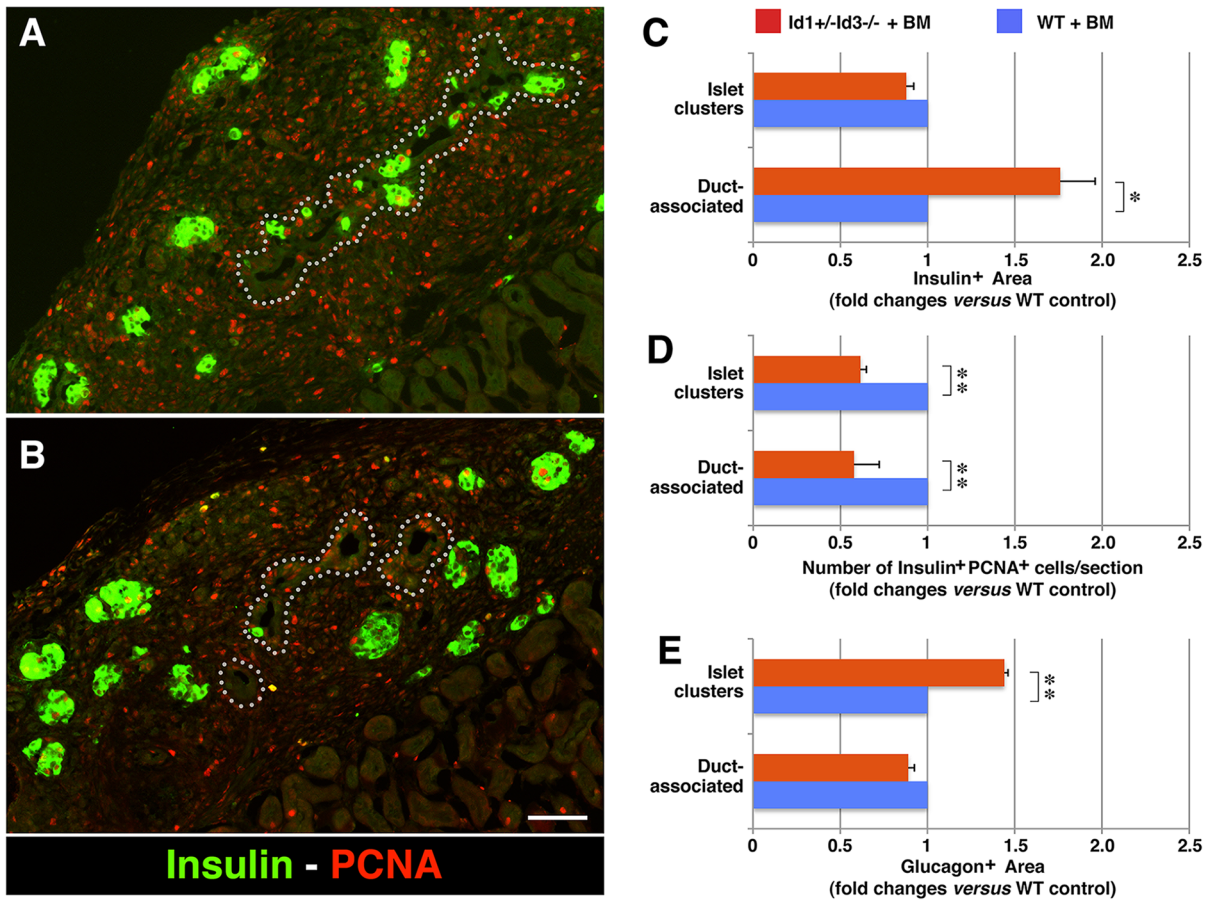 A
B
Insulin - PCNA
C
Id1+/-Id3-/- + BM
WT + BM
Islet
clusters
Duct-
associated
*
0 0.5 1 1.5 2.0 2.5
Insulin+ Area
(fold changes versus WT control)
D
Islet
clusters
**
Duct-
associated
**
0 0.5 1 1.5 2.0 2.5
Number of Insulin+PCNA+ cells/section
(fold changes versus WT control)
E
Islet
clusters
**
Duct-
associated
0 0.5 1 1.5 2.0 2.5
Glucagon+ Area
(fold changes versus WT control)